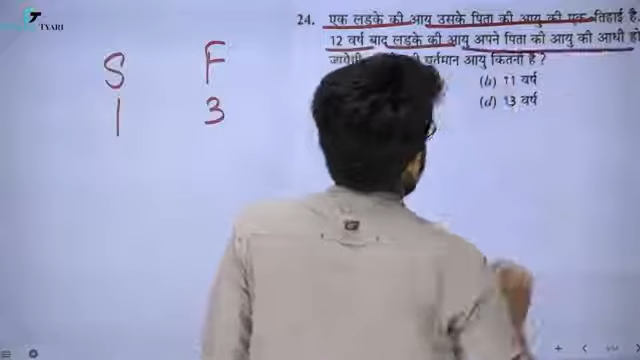 TYARI
24. एक लड़के की आयु उसके पिता की आयु की एक तिहाई है.
12 वर्ष बाद लड़के की आयु अपने पिता की आयु की आधी हो
जायेगी वर्तमान आयु कितनी है ?
(b) 11 वर्ष
(d) 13 वर्ष
S F
1 3